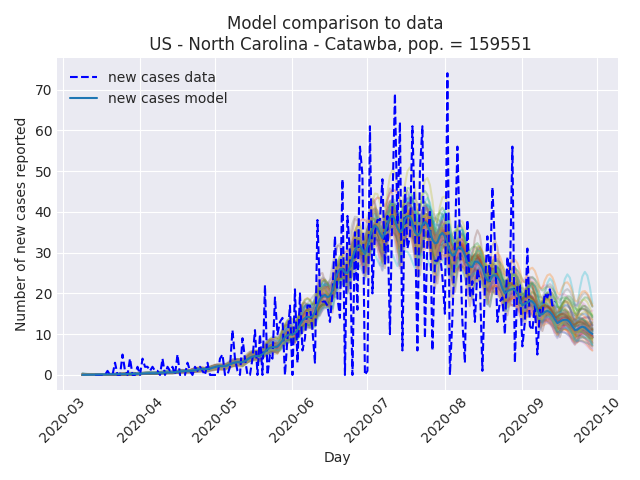 Model comparison to data
US - North Carolina - Catawba, pop. = 159551
new cases data
new cases model
Number of new cases reported
70
60
50
40
30
20
10
0
2020-03
2020-04
2020-05
2020-06
2020-07
2020-08
2020-09
2020-10
Day